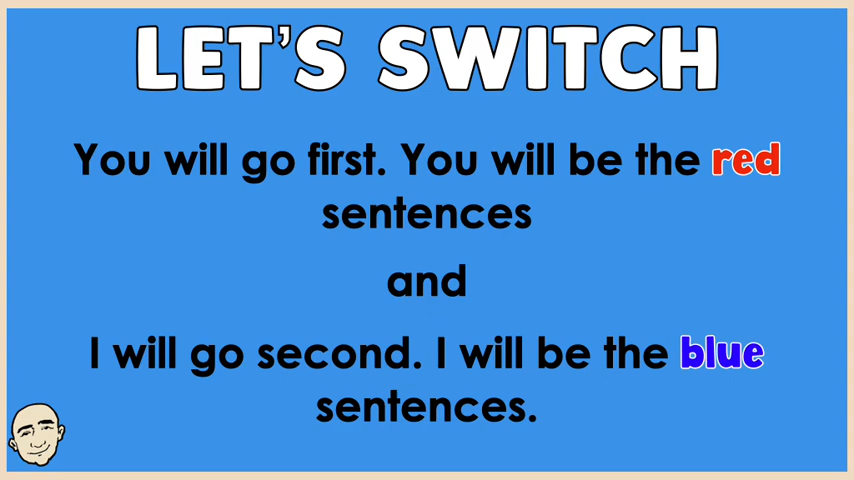 LET'S SWITCH
You will go first. You will be the red
sentences
and
I will go second. I will be the blue
sentences.